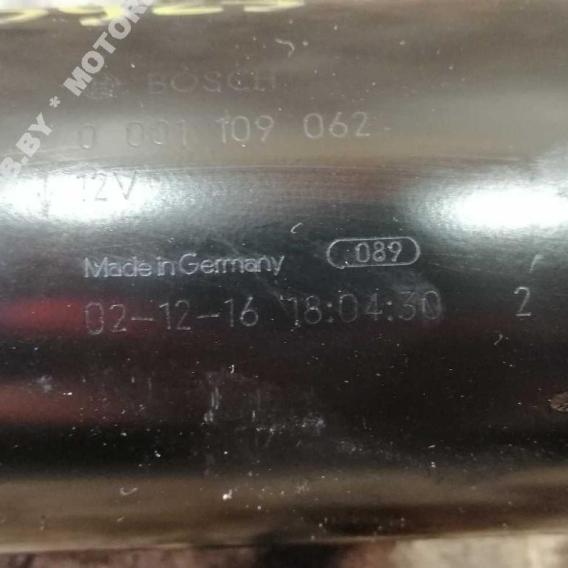 BOSCH
0 001 109 062
12V
Made in Germany 089
02-12-16 18:04:30 2